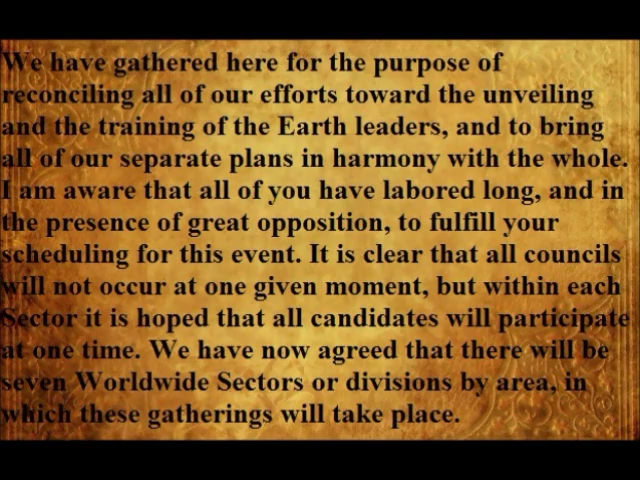 We have gathered here for the purpose of
reconciling all of our efforts toward the unveiling
and the training of the Earth leaders, and to bring
all of our separate plans in harmony with the whole.
I am aware that all of you have labored long, and in
the presence of great opposition, to fulfill your
scheduling for this event. It is clear that all councils
will not occur at one given moment, but within each
Sector it is hoped that all candidates will participate
at one time. We have now agreed that there will be
seven Worldwide Sectors or divisions by area, in
which these gatherings will take place.